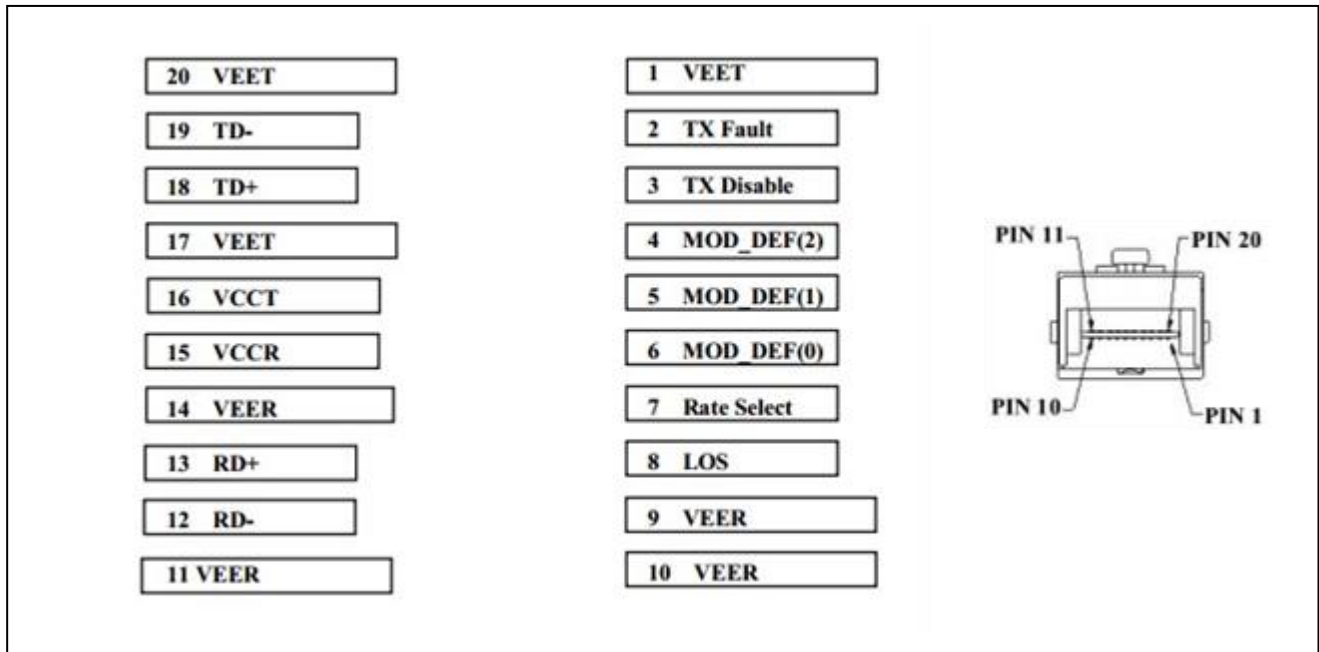 20 VEET
19 TD-
18 TD+
17 VEET
16 VCCT
15 VCCR
14 VEER
13 RD+
12 RD-
11 VEER
1 VEET
2 TX Fault
3 TX Disable
4 MOD_DEF(2)
5 MOD_DEF(1)
6 MOD_DEF(0)
7 Rate Select
8 LOS
9 VEER
10 VEER
PIN 11
PIN 20
PIN 10
PIN 1